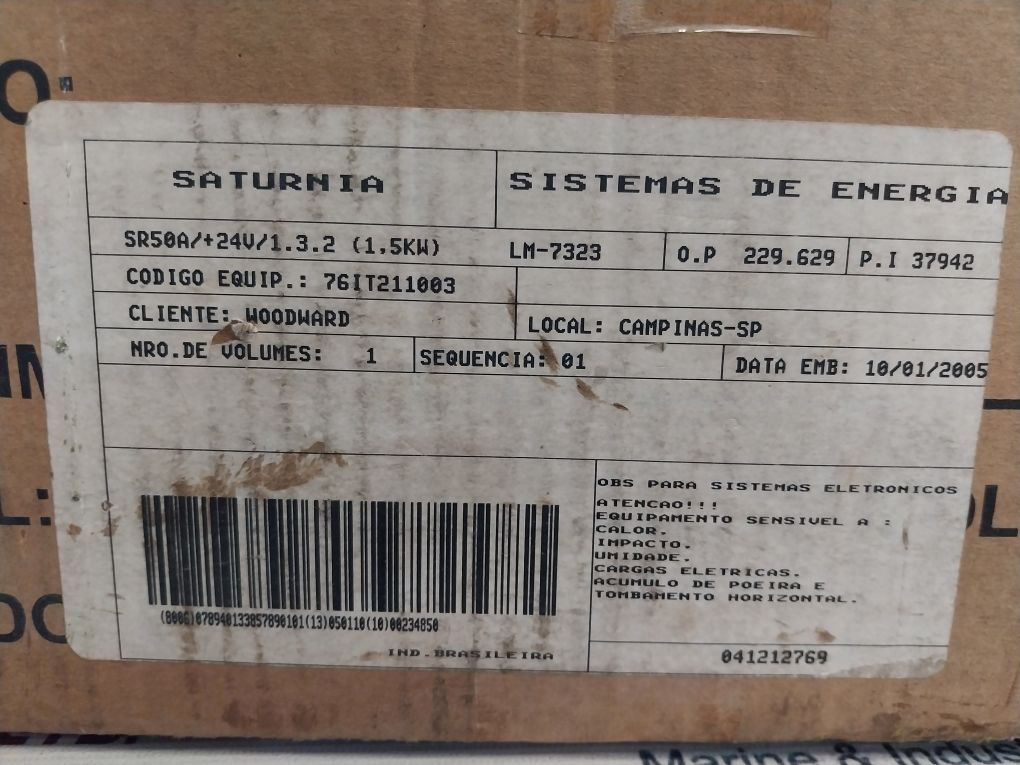 SATURNIA SISTEMAS DE ENERGIA
SR50A/+24V/1.3.2 (1,5KW) LM-7323 O.P 229.629 P.I 37942
CODIGO EQUIP.: 76IT211003
CLIENTE: WOODWARD LOCAL: CAMPINAS-SP
NRO.DE VOLUMES: 1 SEQUENCIA: 01 DATA EMB: 10/01/2005
OBS PARA SISTEMAS ELETRONICOS
ATENCAO!!!
EQUIPAMENTO SENSIVEL A :
CALOR.
IMPACTO.
UMIDADE.
CARGAS ELETRICAS.
ACUMULO DE POEIRA E
TOMBAMENTO HORIZONTAL.
(8006)078940133857890101(13)050110(10)00234850
IND.BRASILEIRA
041212769
Marine & Indus